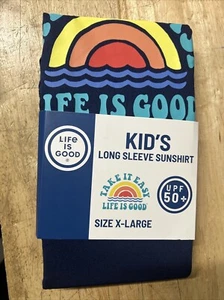 LIFE IS GOOD
LIFE
IS
GOOD
KID'S
LONG SLEEVE SUNSHIRT
TAKE IT EASY
LIFE IS GOOD
SIZE X-LARGE
UPF
50+